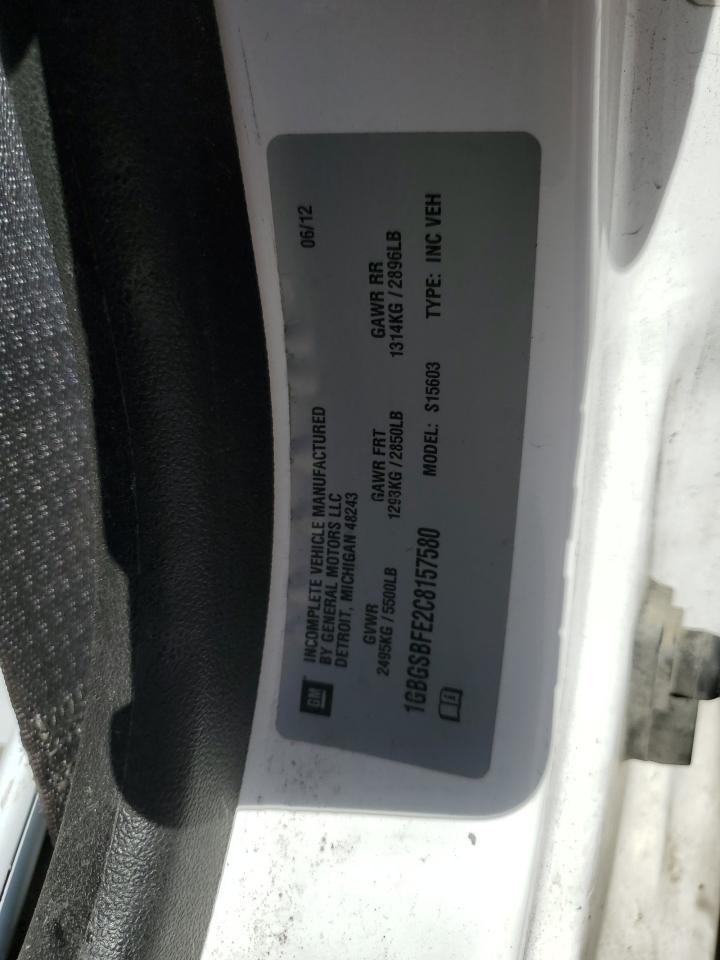 GM
INCOMPLETE VEHICLE MANUFACTURED
BY GENERAL MOTORS LLC
DETROIT, MICHIGAN 48243
06/12
GVWR GAWR FRT GAWR RR
2495KG / 5500LB 1293KG / 2850LB 1314KG / 2896LB
1GBGSBFE2C8157580 MODEL: S15603 TYPE: INC VEH